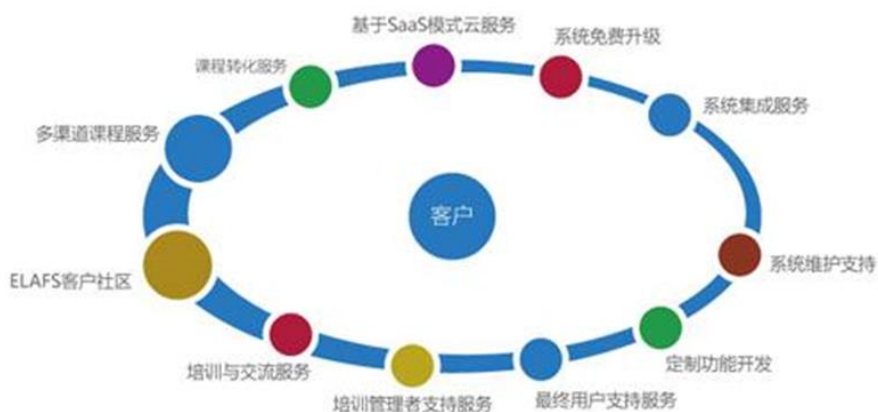 基于SaaS模式云服务
系统免费升级
课程转化服务
系统集成服务
多渠道课程服务
客户
系统维护支持
ELAFS客户社区
定制功能开发
培训与交流服务
最终用户支持服务
培训管理者支持服务